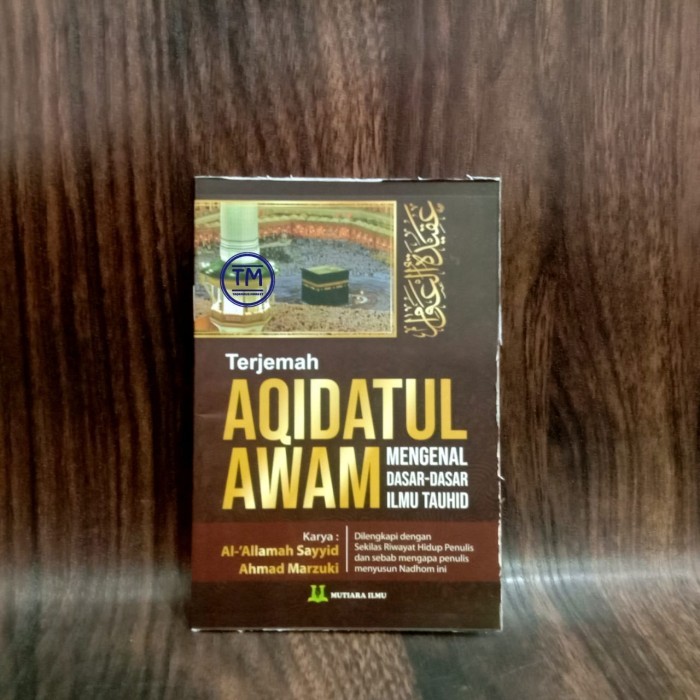 TM
عقيدة العوام
Terjemah
AQIDATUL
AWAM
MENGENAL
DASAR-DASAR
ILMU TAUHID
Karya :
Al-'Allamah Sayyid
Ahmad Marzuki
Dilengkapi dengan
Sekilas Riwayat Hidup Penulis
dan sebab mengapa penulis
menyusun Nadhom ini
MUTIARA ILMU